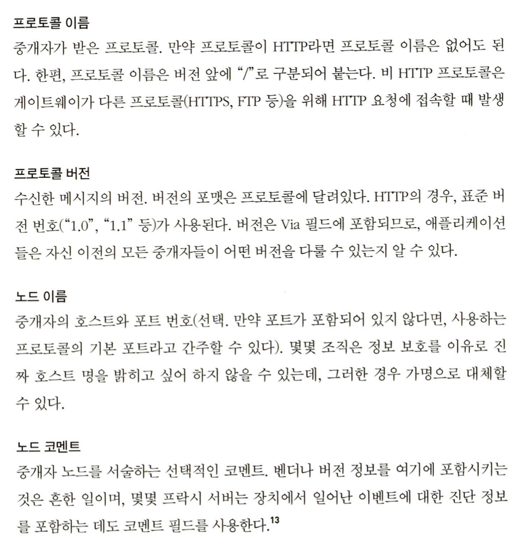 프로토콜 이름
중개자가 받은 프로토콜. 만약 프로토콜이 HTTP라면 프로토콜 이름은 없어도 된
다. 한편, 프로토콜 이름은 버전 앞에 “/”로 구분되어 붙는다. 비 HTTP 프로토콜은
게이트웨이가 다른 프로토콜(HTTPS, FTP 등)을 위해 HTTP 요청에 접속할 때 발생
할 수 있다.
프로토콜 버전
수신한 메시지의 버전. 버전의 포맷은 프로토콜에 달려있다. HTTP의 경우, 표준 버
전 번호(“1.0”, “1.1” 등)가 사용된다. 버전은 Via 필드에 포함되므로, 애플리케이션
들은 자신 이전의 모든 중개자들이 어떤 버전을 다룰 수 있는지 알 수 있다.
노드 이름
중개자의 호스트와 포트 번호(선택. 만약 포트가 포함되어 있지 않다면, 사용하는
프로토콜의 기본 포트라고 간주할 수 있다). 몇몇 조직은 정보 보호를 이유로 진
짜 호스트 명을 밝히고 싶어 하지 않을 수 있는데, 그러한 경우 가명으로 대체할
수 있다.
노드 코멘트
중개자 노드를 서술하는 선택적인 코멘트. 벤더나 버전 정보를 여기에 포함시키는
것은 흔한 일이며, 몇몇 프락시 서버는 장치에서 일어난 이벤트에 대한 진단 정보
를 포함하는 데도 코멘트 필드를 사용한다.13